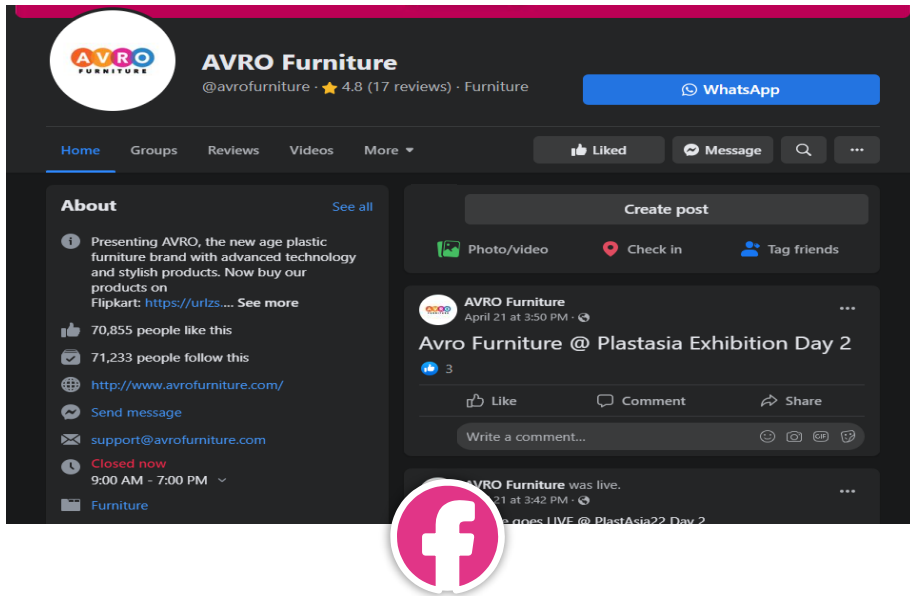 AVRO
FURNITURE
AVRO Furniture
@avrofurniture · 4.8 (17 reviews) · Furniture
WhatsApp
Home Groups Reviews Videos More
Liked Message ...
About See all
Presenting AVRO, the new age plastic
furniture brand with advanced technology
and stylish products. Now buy our
products on
Flipkart: https://urlzs.... See more
70,855 people like this
71,233 people follow this
http://www.avrofurniture.com/
Send message
support@avrofurniture.com
Closed now
9:00 AM - 7:00 PM
Furniture
Create post
Photo/video Check in Tag friends
AVRO
AVRO Furniture
April 21 at 3:50 PM ·
Avro Furniture @ Plastasia Exhibition Day 2
3
Like Comment Share
Write a comment...
GIF
AVRO Furniture was live.
21 at 3:42 PM ·
goes LIVE @ PlastAsia22 Day 2